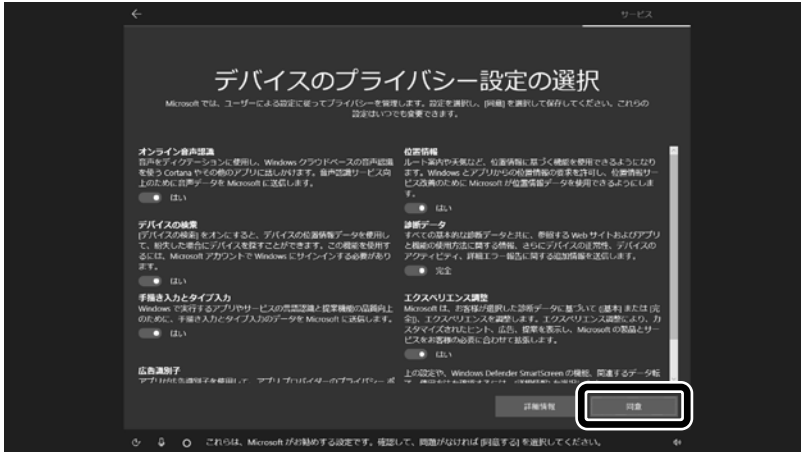 サービス
デバイスのプライバシー設定の選択
Microsoft では、ユーザーによる設定に従ってプライバシーを管理します。設定を選択し、[同意] を選択して保存してください。これらの
設定はいつでも変更できます。
オンライン音声認識
音声をディクテーションに使用し、Windows クラウドベースの音声認識
を使う Cortana やその他のアプリに話しかけます。音声認識サービス向
上のために音声データを Microsoft に送信します。
はい
デバイスの検索
[デバイスの検索] をオンにすると、デバイスの位置情報データを使用し
て、紛失した場合にデバイスを探すことができます。この機能を使用す
るには、Microsoft アカウントで Windows にサインインする必要があり
ます。
はい
手描き入力とタイプ入力
Windows で実行するアプリやサービスの言語認識と提案機能の品質向上
のために、手描き入力とタイプ入力のデータを Microsoft に送信します。
はい
広告識別子
位置情報
ルート案内や天気など、位置情報に基づく機能を使用できるようになり
ます。Windows とアプリからの位置情報の要求を許可し、位置情報サー
ビス改善のために Microsoft が位置情報データを使用できるようにしま
す。
はい
診断データ
すべての基本的な診断データと共に、参照する Web サイトおよびアプリ
と機能の使用方法に関する情報、さらにデバイスの正常性、デバイスの
アクティビティ、詳細エラー報告に関する追加情報を送信します。
完全
エクスペリエンス調整
Microsoft は、お客様が選択した診断データに基づいて ([基本] または [完
全])、エクスペリエンスを調整します。エクスペリエンス調整により、カ
スタマイズされたヒント、広告、提案を表示し、Microsoft の製品とサー
ビスをお客様の必要に合わせて拡張します。
はい
上の設定や、Windows Defender SmartScreen の機能、関連するデータ転
詳細情報
同意
これらは、Microsoft がお勧めする設定です。確認して、問題がなければ [同意する] を選択してください。